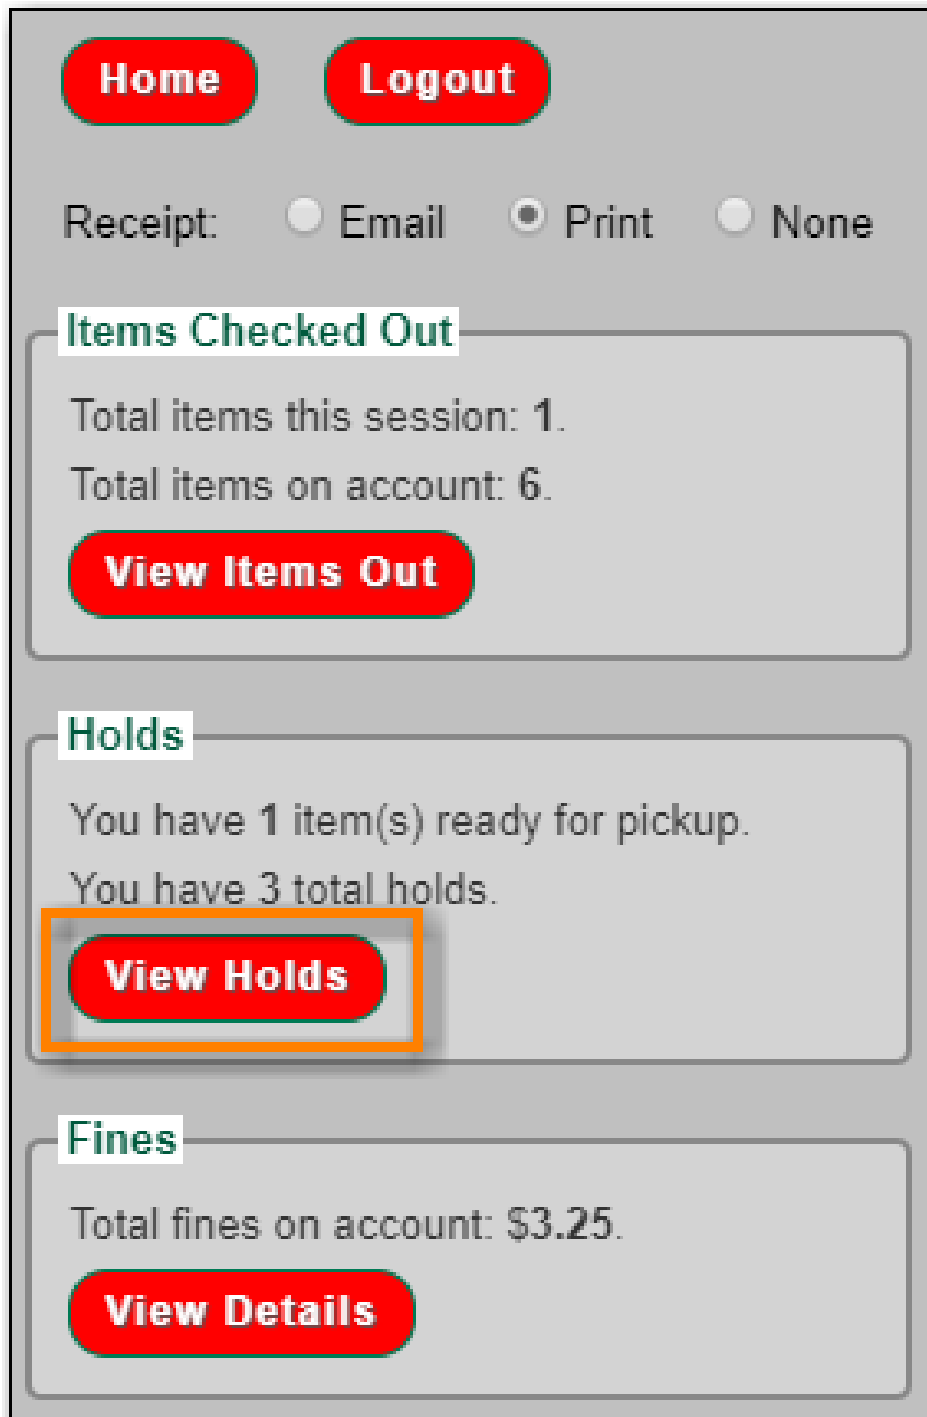 Home Logout
Receipt: Email Print None
Items Checked Out
Total items this session: 1.
Total items on account: 6.
View Items Out
Holds
You have 1 item(s) ready for pickup.
You have 3 total holds.
View Holds
Fines
Total fines on account: $3.25.
View Details